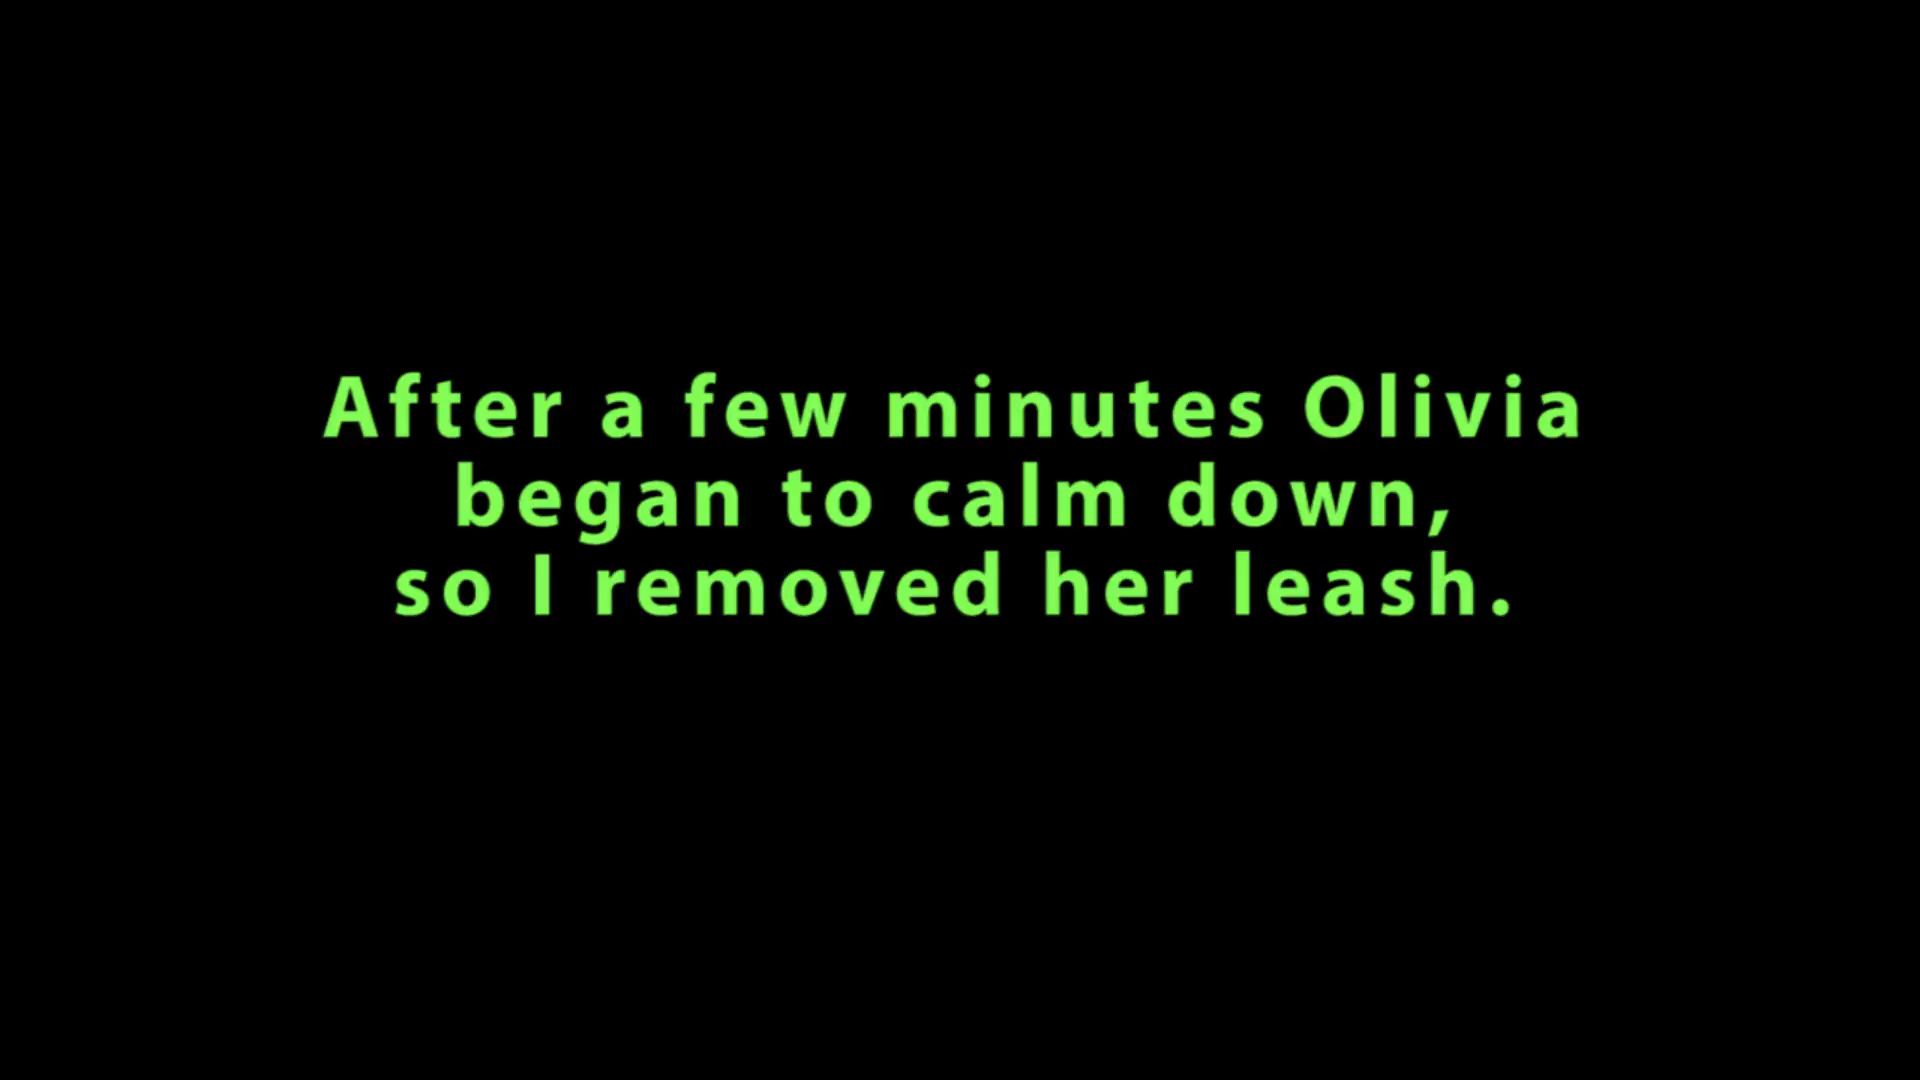 After a few minutes Olivia
began to calm down,
so I removed her leash.